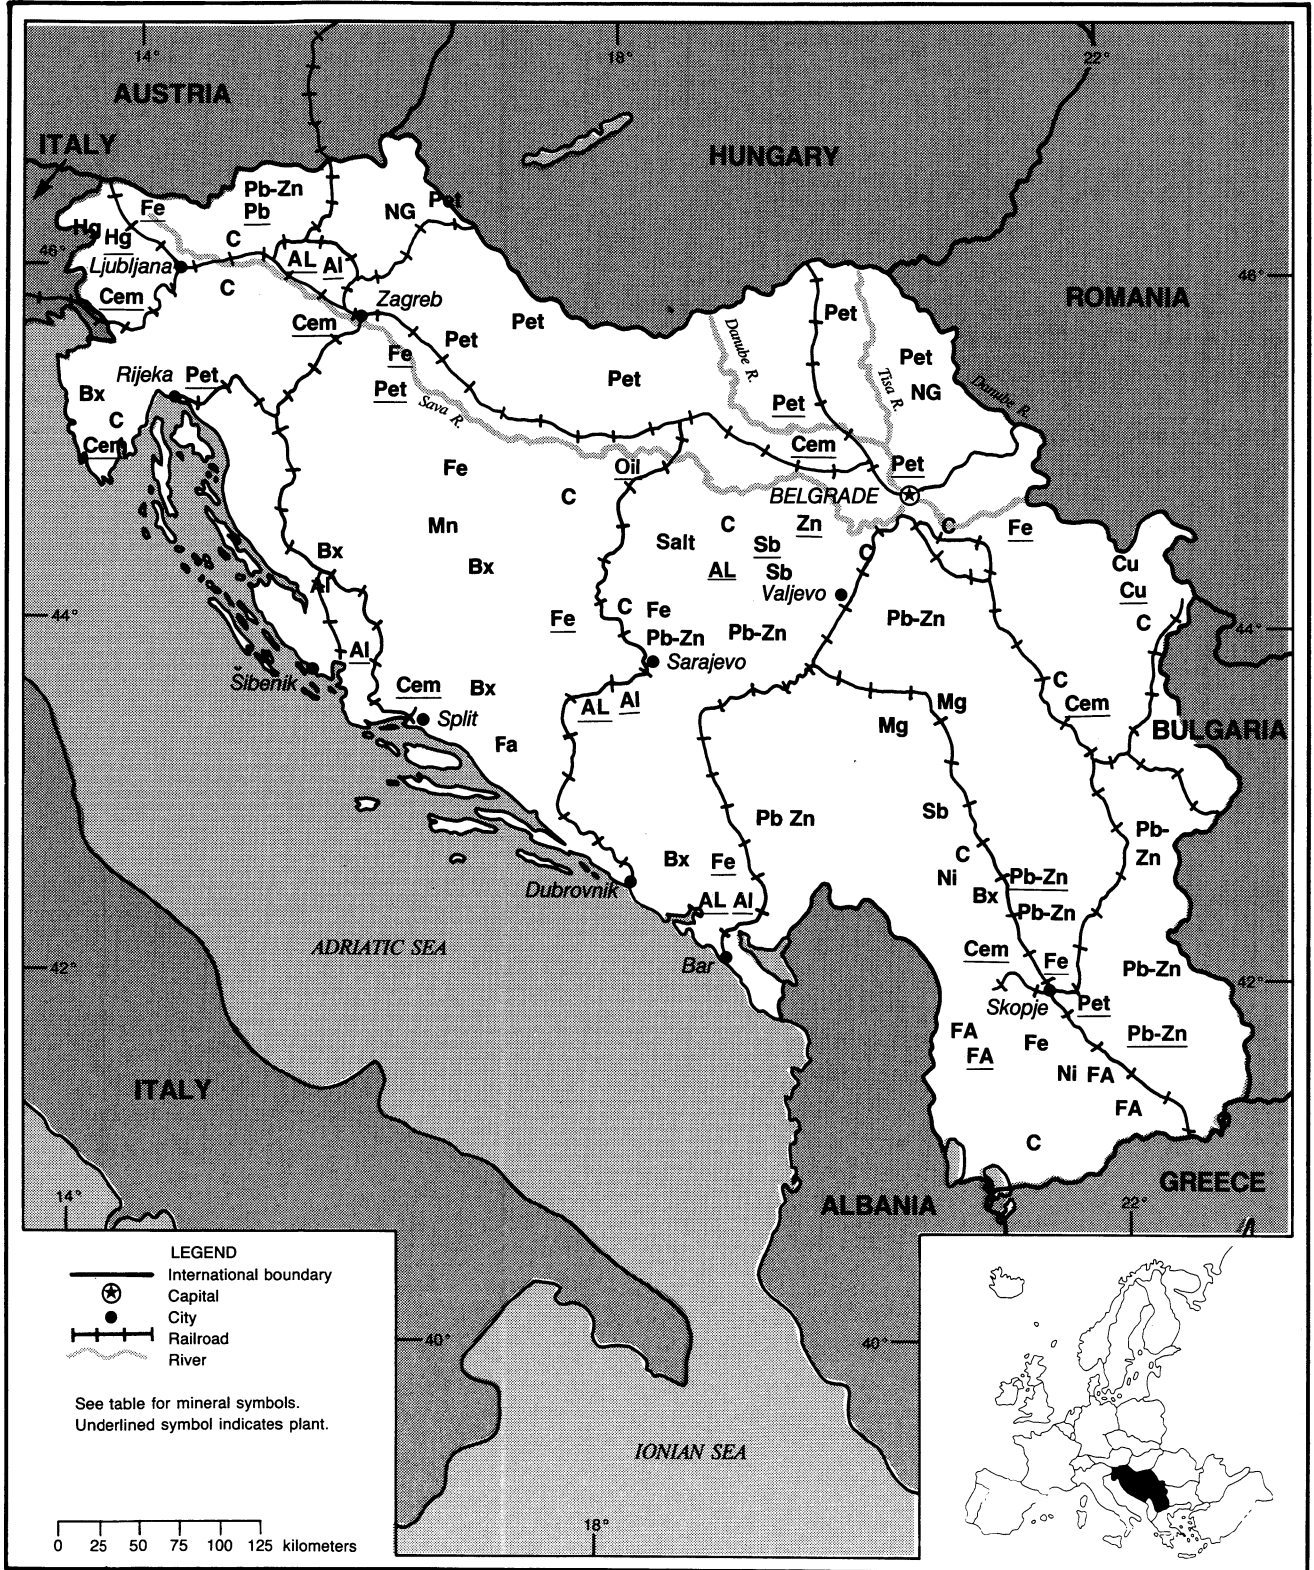 14°
18°
22°
AUSTRIA
ITALY
HUNGARY
Pb-Zn
Pb
Fe
Pet
NG
Hg
Hg
C
46°
Ljubljana
AL
Al
46°
C
Cem
Zagreb
ROMANIA
Cem
Pet
Pet
Pet
Danube R.
Fe
Pet
Tisa R.
Pet
NG
Danube R.
Rijeka
Pet
Pet
Pet
Bx
Sava R.
Pet
C
Cem
Cem
Fe
Oil
Pet
C
BELGRADE
Mn
C
Zn
C
Fe
Salt
Sb
Bx
Bx
AL
Sb
C
Cu
Al
Valjevo
Cu
44°
Fe
C
Fe
Pb-Zn
C
44°
Pb-Zn
Pb-Zn
Al
Sarajevo
Šibenik
Cem
Bx
C
AL
Al
Mg
Cem
Split
Mg
BULGARIA
Fa
Pb Zn
Sb
Pb-
Zn
Bx
Fe
C
Ni
Pb-Zn
Dubrovnik
AL
Al
Bx
Pb-Zn
ADRIATIC SEA
Cem
Fe
Pb-Zn
Bar
42°
42°
Skopje
Pet
FA
Fe
Pb-Zn
FA
Ni
FA
ITALY
FA
C
GREECE
14°
ALBANIA
22°
LEGEND
International boundary
Capital
City
Railroad
River
40°
40°
See table for mineral symbols.
Underlined symbol indicates plant.
IONIAN SEA
18°
0 25 50 75 100 125 kilometers